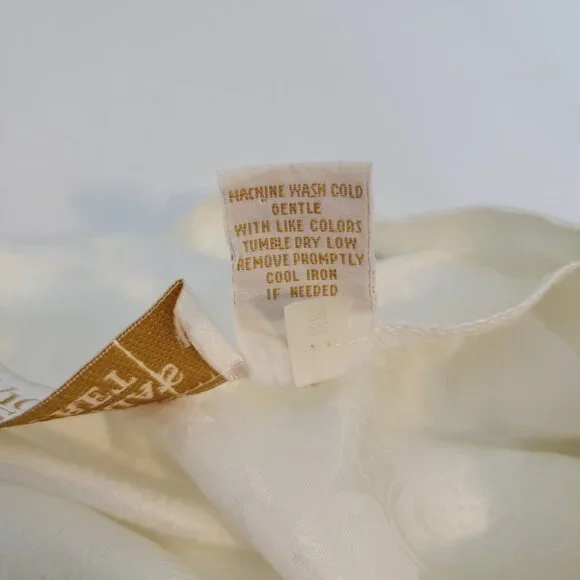 MACHINE WASH COLD
GENTLE
WITH LIKE COLORS
TUMBLE DRY LOW
REMOVE PROMPTLY
COOL IRON
IF NEEDED